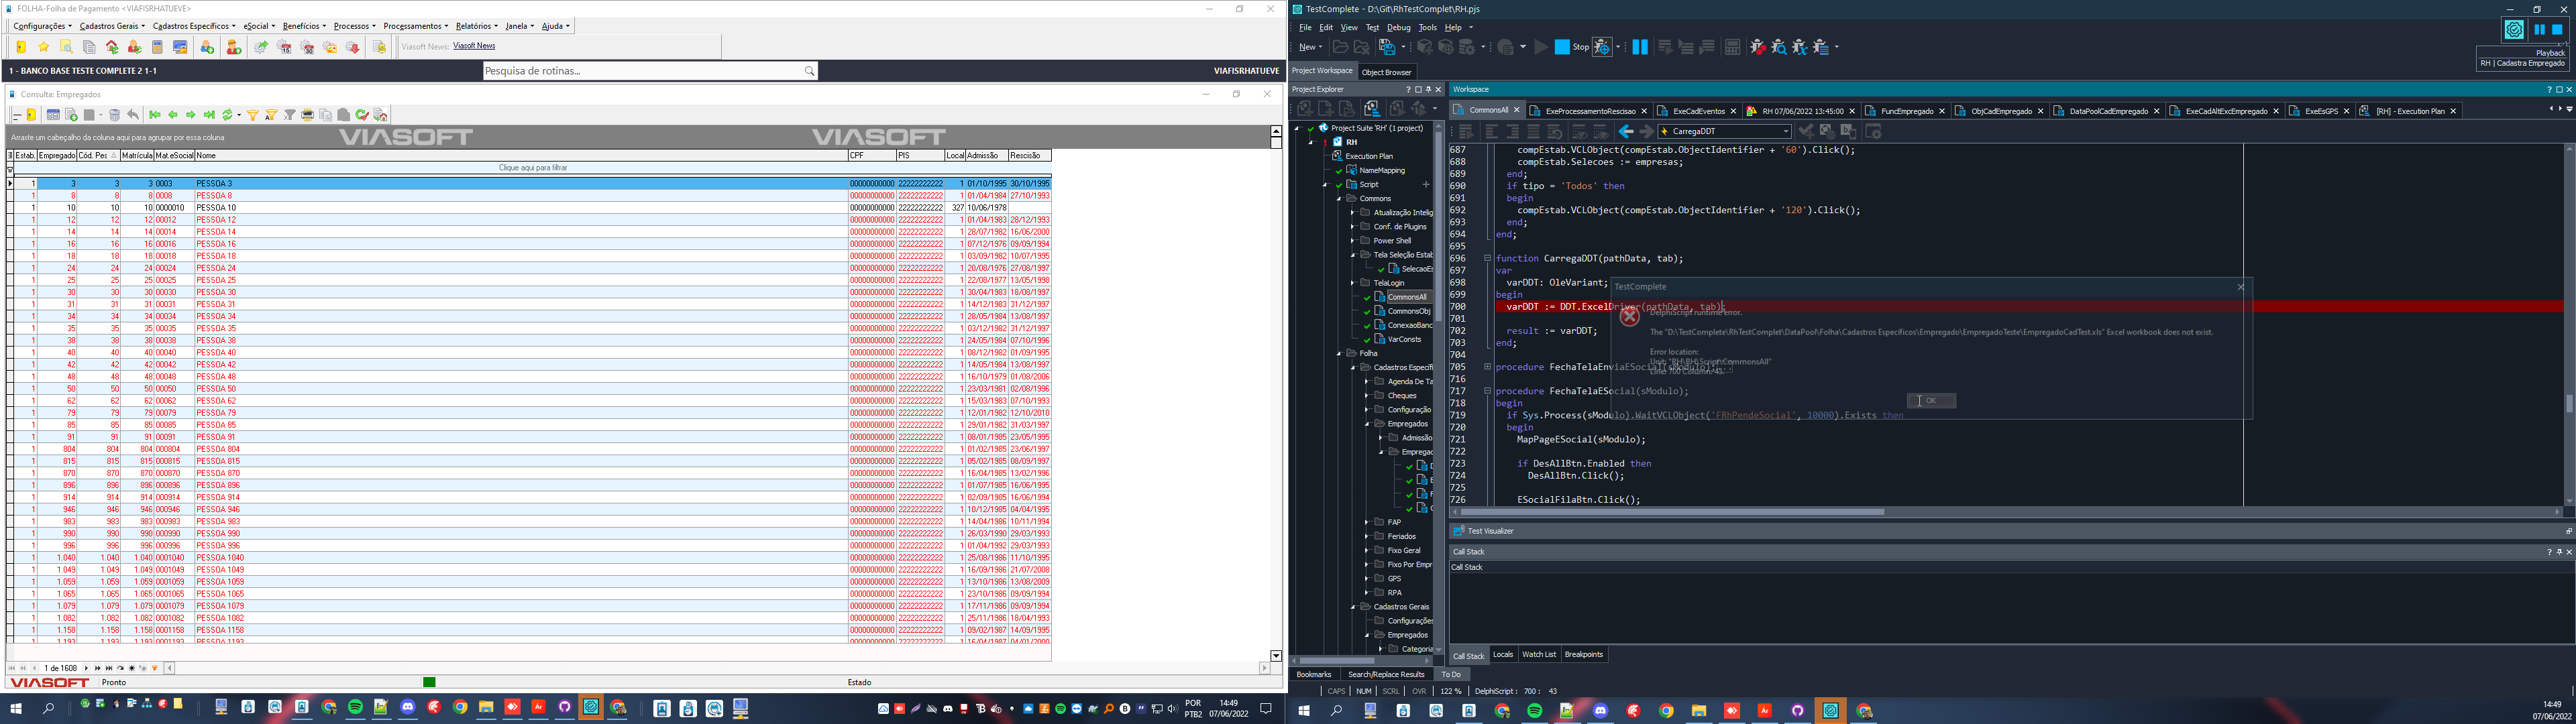 FOLHA-Folha de Pagamento <VIAFISRHATUEVE>
Configurações Cadastros Gerais Cadastros Específicos eSocial Benefícios Processos Processamentos Relatórios Janela Ajuda
Viasoft News: Viasoft News
1 - BANCO BASE TESTE COMPLETE 2 1-1
Pesquisa de rotinas...
VIAFISRHATUEVE
Consulta: Empregados
Arraste um cabeçalho da coluna aqui para agrupar por essa coluna
VIASOFT VIASOFT
Estab. Empregado Cód. Pes Matrícula Mat.eSocial Nome CPF PIS Local Admissão Rescisão
Clique aqui para filtrar
1 3 3 3 0003 PESSOA 3 00000000000 22222222222 1 01/10/1995 30/10/1995
1 8 8 8 0008 PESSOA 8 00000000000 22222222222 1 01/04/1984 27/10/1993
1 10 10 10 0000010 PESSOA 10 00000000000 22222222222 327 10/06/1978
1 12 12 12 00012 PESSOA 12 00000000000 22222222222 1 01/04/1983 28/12/1993
1 14 14 14 00014 PESSOA 14 00000000000 22222222222 1 28/07/1982 16/06/2000
1 16 16 16 00016 PESSOA 16 00000000000 22222222222 1 07/12/1976 09/09/1994
1 18 18 18 00018 PESSOA 18 00000000000 22222222222 1 03/09/1982 10/07/1995
1 24 24 24 00024 PESSOA 24 00000000000 22222222222 1 20/08/1976 27/08/1997
1 25 25 25 00025 PESSOA 25 00000000000 22222222222 1 22/08/1977 13/05/1998
1 30 30 30 00030 PESSOA 30 00000000000 22222222222 1 30/04/1983 18/08/1997
1 31 31 31 00031 PESSOA 31 00000000000 22222222222 1 14/12/1983 31/12/1997
1 34 34 34 00034 PESSOA 34 00000000000 22222222222 1 28/05/1984 13/08/1997
1 35 35 35 00035 PESSOA 35 00000000000 22222222222 1 03/12/1982 31/08/1997
1 38 38 38 00038 PESSOA 38 00000000000 22222222222 1 24/05/1984 07/10/1996
1 40 40 40 00040 PESSOA 40 00000000000 22222222222 1 08/12/1982 01/09/1995
1 42 42 42 00042 PESSOA 42 00000000000 22222222222 1 14/05/1984 13/08/1997
1 48 48 48 00048 PESSOA 48 00000000000 22222222222 1 16/10/1979 01/08/2006
1 50 50 50 00050 PESSOA 50 00000000000 22222222222 1 23/03/1981 02/08/1996
1 62 62 62 00062 PESSOA 62 00000000000 22222222222 1 15/03/1983 07/10/1993
1 79 79 79 00079 PESSOA 79 00000000000 22222222222 1 12/01/1982 12/10/2010
1 85 85 85 00085 PESSOA 85 00000000000 22222222222 1 29/01/1982 31/03/1997
1 91 91 91 00091 PESSOA 91 00000000000 22222222222 1 08/01/1985 23/05/1995
1 804 804 804 000804 PESSOA 804 00000000000 22222222222 1 01/02/1985 23/06/1997
1 815 815 815 000815 PESSOA 815 00000000000 22222222222 1 05/02/1985 08/09/1997
1 870 870 870 000870 PESSOA 870 00000000000 22222222222 1 16/04/1985 13/02/1996
1 896 896 896 000896 PESSOA 896 00000000000 22222222222 1 01/07/1985 16/06/1995
1 914 914 914 000914 PESSOA 914 00000000000 22222222222 1 02/09/1985 16/06/1994
1 946 946 946 000946 PESSOA 946 00000000000 22222222222 1 10/12/1985 04/04/1995
1 983 983 983 000983 PESSOA 983 00000000000 22222222222 1 14/04/1986 10/11/1994
1 990 990 990 000990 PESSOA 990 00000000000 22222222222 1 26/03/1990 29/03/1993
1 996 996 996 000996 PESSOA 996 00000000000 22222222222 1 01/04/1992 29/03/1993
1 1.040 1.040 1.040 0001040 PESSOA 1040 00000000000 22222222222 1 25/08/1986 11/10/1995
1 1.049 1.049 1.049 0001049 PESSOA 1049 00000000000 22222222222 1 16/09/1986 21/07/2008
1 1.059 1.059 1.059 0001059 PESSOA 1059 00000000000 22222222222 1 13/10/1986 13/08/2009
1 1.065 1.065 1.065 0001065 PESSOA 1065 00000000000 22222222222 1 23/10/1986 09/09/1994
1 1.079 1.079 1.079 0001079 PESSOA 1079 00000000000 22222222222 1 17/11/1986 09/09/1994
1 1.082 1.082 1.082 0001082 PESSOA 1082 00000000000 22222222222 1 25/11/1986 18/04/1993
1 1.158 1.158 1.158 0001158 PESSOA 1158 00000000000 22222222222 1 09/02/1987 14/09/1995
1 1.193 1.193 1.193 0001193 PESSOA 1193 00000000000 22222222222 1 16/04/1987 04/01/2000
1 de 1608
VIASOFT Pronto Estado
POR
PTB2
14:49
07/06/2022
TestComplete - D:\Git\RhTestComplet\RH.pjs
File Edit View Test Debug Tools Help
New Stop
Playback
RH | Cadastra Empregado
Project Workspace Object Browser
Project Explorer
Project Suite 'RH' (1 project)
RH
Execution Plan
NameMapping
Script
Commons
Atualização Intelig
Conf. de Plugins
Power Shell
Tela Seleção Estab
SelecaoEs
TelaLogin
CommonsAll
CommonsObj
ConexaoBanc
VarConsts
Folha
Cadastros Específi
Agenda De Ta
Cheques
Configuração
Empregados
Admissão
Empregac
FAP
Feriados
Fixo Geral
Fixo Por Empr
GPS
RPA
Cadastros Gerais
Configurações
Empregados
Categoria
Bookmarks Search/Replace Results To Do
Workspace
CommonsAll ExeProcessamentoRescisao ExeCadEventos RH 07/06/2022 13:45:00 FuncEmpregado ObjCadEmpregado DataPoolCadEmpregado ExeCadAltExcEmpregado ExeEsGPS [RH] - Execution Plan
CarregaDDT
687 compEstab.VCLObject(compEstab.ObjectIdentifier + '60').Click();
688 compEstab.Selecoes := empresas;
689 end;
690 if tipo = 'Todos' then
691 begin
692 compEstab.VCLObject(compEstab.ObjectIdentifier + '120').Click();
693 end;
694 end;
695
696 function CarregaDDT(pathData, tab);
697 var
698 varDDT: OleVariant;
699 begin
700 varDDT := DDT.ExcelDriver(pathData, tab);
701
702 result := varDDT;
703 end;
704
705 procedure FechaTelaEnviaESocial(sModulo);
716
717 procedure FechaTelaESocial(sModulo);
718 begin
719 if Sys.Process(sModulo).WaitVCLObject('FRhPendeSocial', 10000).Exists then
720 begin
721 MapPageESocial(sModulo);
722
723 if DesAllBtn.Enabled then
724 DesAllBtn.Click();
725
726 ESocialFilaBtn.Click();
TestComplete
DelphiScript runtime error.
The "D:\TestComplete\RhTestComplet\DataPool\Folha\Cadastros Específicos\Empregado\EmpregadoTeste\EmpregadoCadTest.xls" Excel workbook does not exist.
Error location:
Unit: "RH\RH\Script\CommonsAll"
Line: 700 Column: 43.
OK
Test Visualizer
Call Stack
Call Stack
Call Stack Locals Watch List Breakpoints
CAPS NUM SCRL OVR 122 % DelphiScript : 700 : 43
14:49
07/06/2022